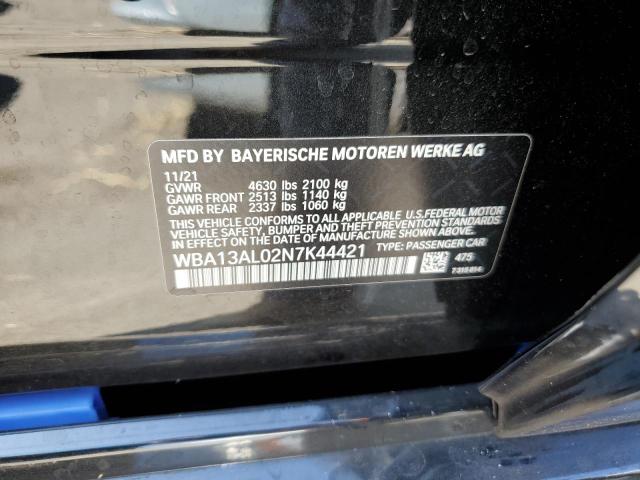 MFD BY BAYERISCHE MOTOREN WERKE AG
11/21
GVWR 4630 lbs 2100 kg
GAWR FRONT 2513 lbs 1140 kg
GAWR REAR 2337 lbs 1060 kg
THIS VEHICLE CONFORMS TO ALL APPLICABLE U.S.FEDERAL MOTOR
VEHICLE SAFETY, BUMPER, AND THEFT PREVENTION STANDARDS
IN EFFECT ON THE DATE OF MANUFACTURE SHOWN ABOVE.
WBA13AL02N7K44421 TYPE: PASSENGER CAR
475